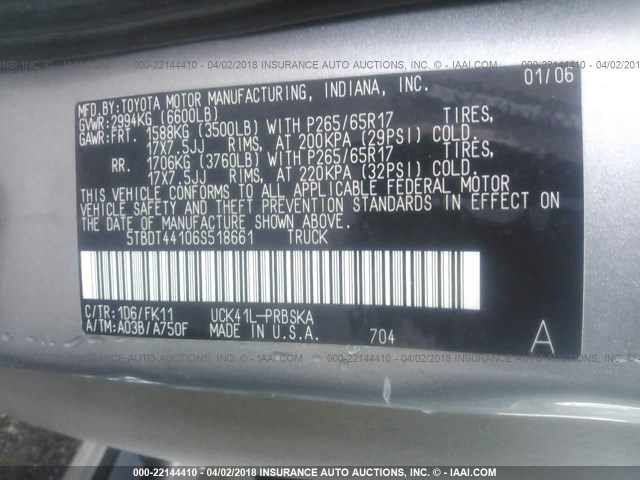 000-22144410 - 04/02/2018 - INSURANCE AUTO AUCTIONS, INC. - IAAI.COM
01/06
MFD.BY:TOYOTA MOTOR MANUFACTURING, INDIANA, INC.
GVWR:2994KG (6600LB)
GAWR:FRT. 1588KG (3500LB) WITH P265/65R17 TIRES,
17X7.5JJ RIMS, AT 200KPA (29PSI) COLD.
RR. 1706KG (3760LB) WITH P265/65R17 TIRES,
17X7.5JJ RIMS, AT 220KPA (32PSI) COLD.
THIS VEHICLE CONFORMS TO ALL APPLICABLE FEDERAL MOTOR
VEHICLE SAFETY AND THEFT PREVENTION STANDARDS IN EFFECT ON
THE DATE OF MANUFACTURE SHOWN ABOVE.
5TBDT44106S518661 TRUCK
C/TR:1D6/FK11 UCK41L-PRBSKA
A/TM:A03B/A750F MADE IN U.S.A. 704 A
000-22144410 - 04/02/2018 - INSURANCE AUTO AUCTIONS, INC. - IAAI.COM
000-22144410 - 04/02/2018 - INSURANCE AUTO AUCTIONS, INC. - IAAI.COM